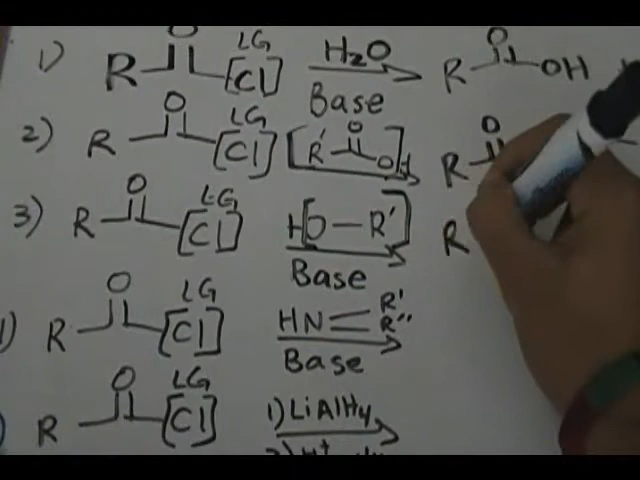 1) R O LG [Cl] H₂O Base R O OH
2) R O LG [Cl] [R' O OH] R O
3) R O LG [Cl] H[O–R'] Base R
R O LG [Cl] HN R' R'' Base
R O LG [Cl] 1) LiAlH4